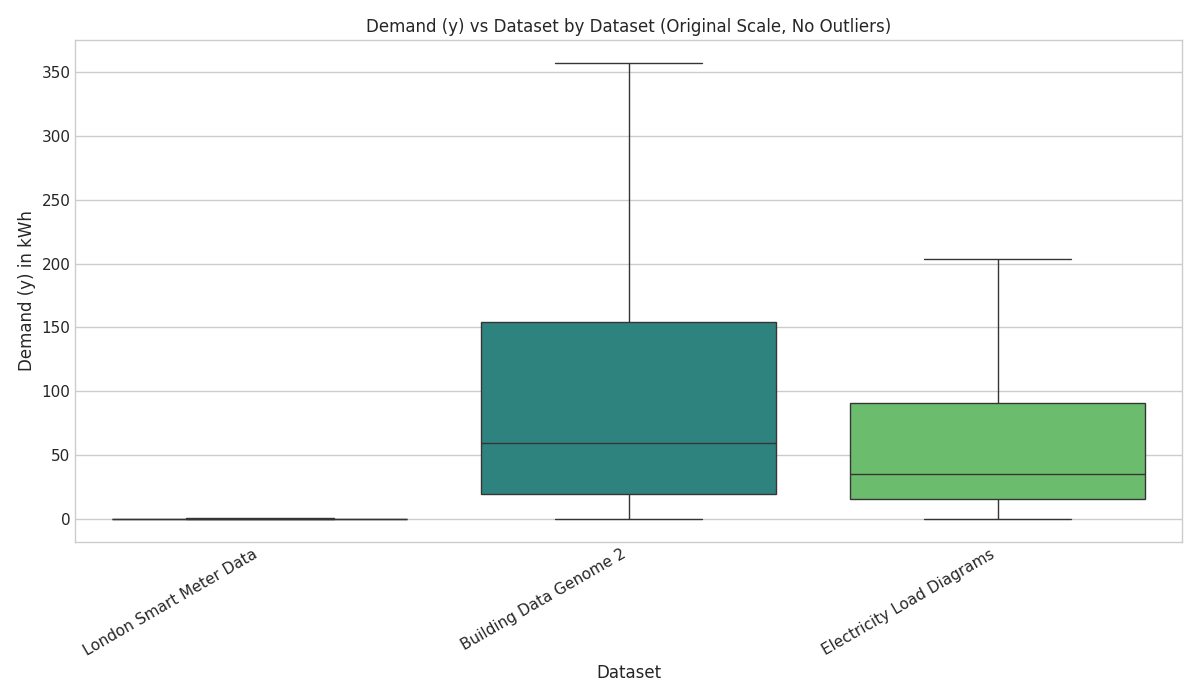 Demand (y) vs Dataset by Dataset (Original Scale, No Outliers)
Demand (y) in kWh
350
300
250
200
150
100
50
0
London Smart Meter Data
Building Data Genome 2
Electricity Load Diagrams
Dataset